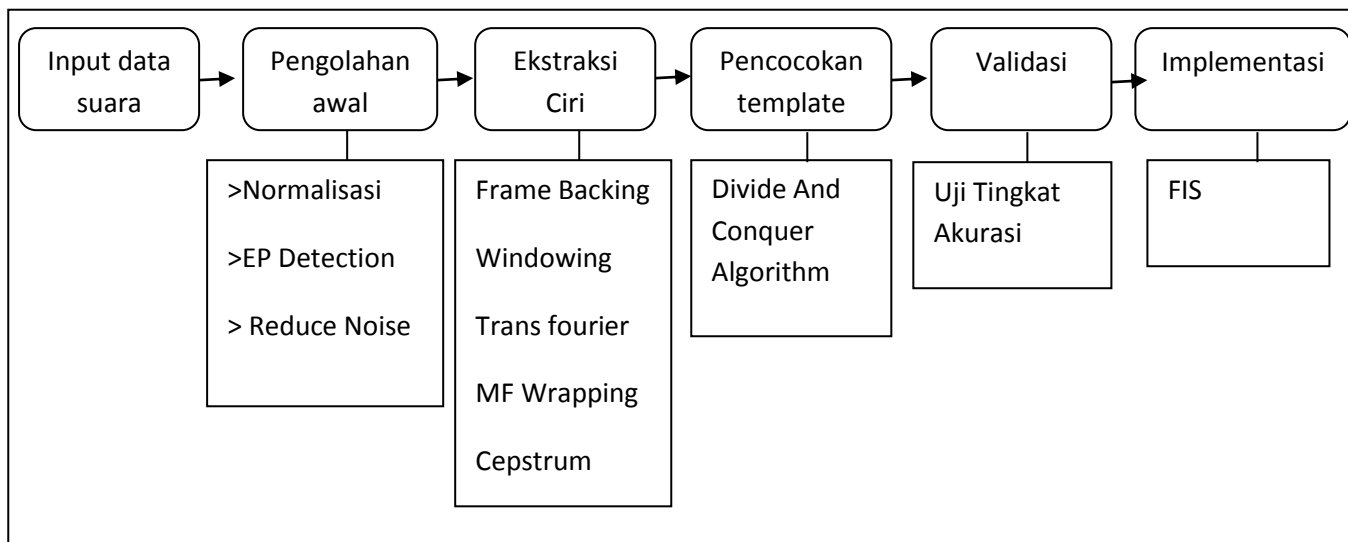 Input data
suara
Pengolahan
awal
Ekstraksi
Ciri
Pencocokan
template
Validasi
Implementasi
>Normalisasi
>EP Detection
> Reduce Noise
Frame Backing
Windowing
Trans fourier
MF Wrapping
Cepstrum
Divide And
Conquer
Algorithm
Uji Tingkat
Akurasi
FIS